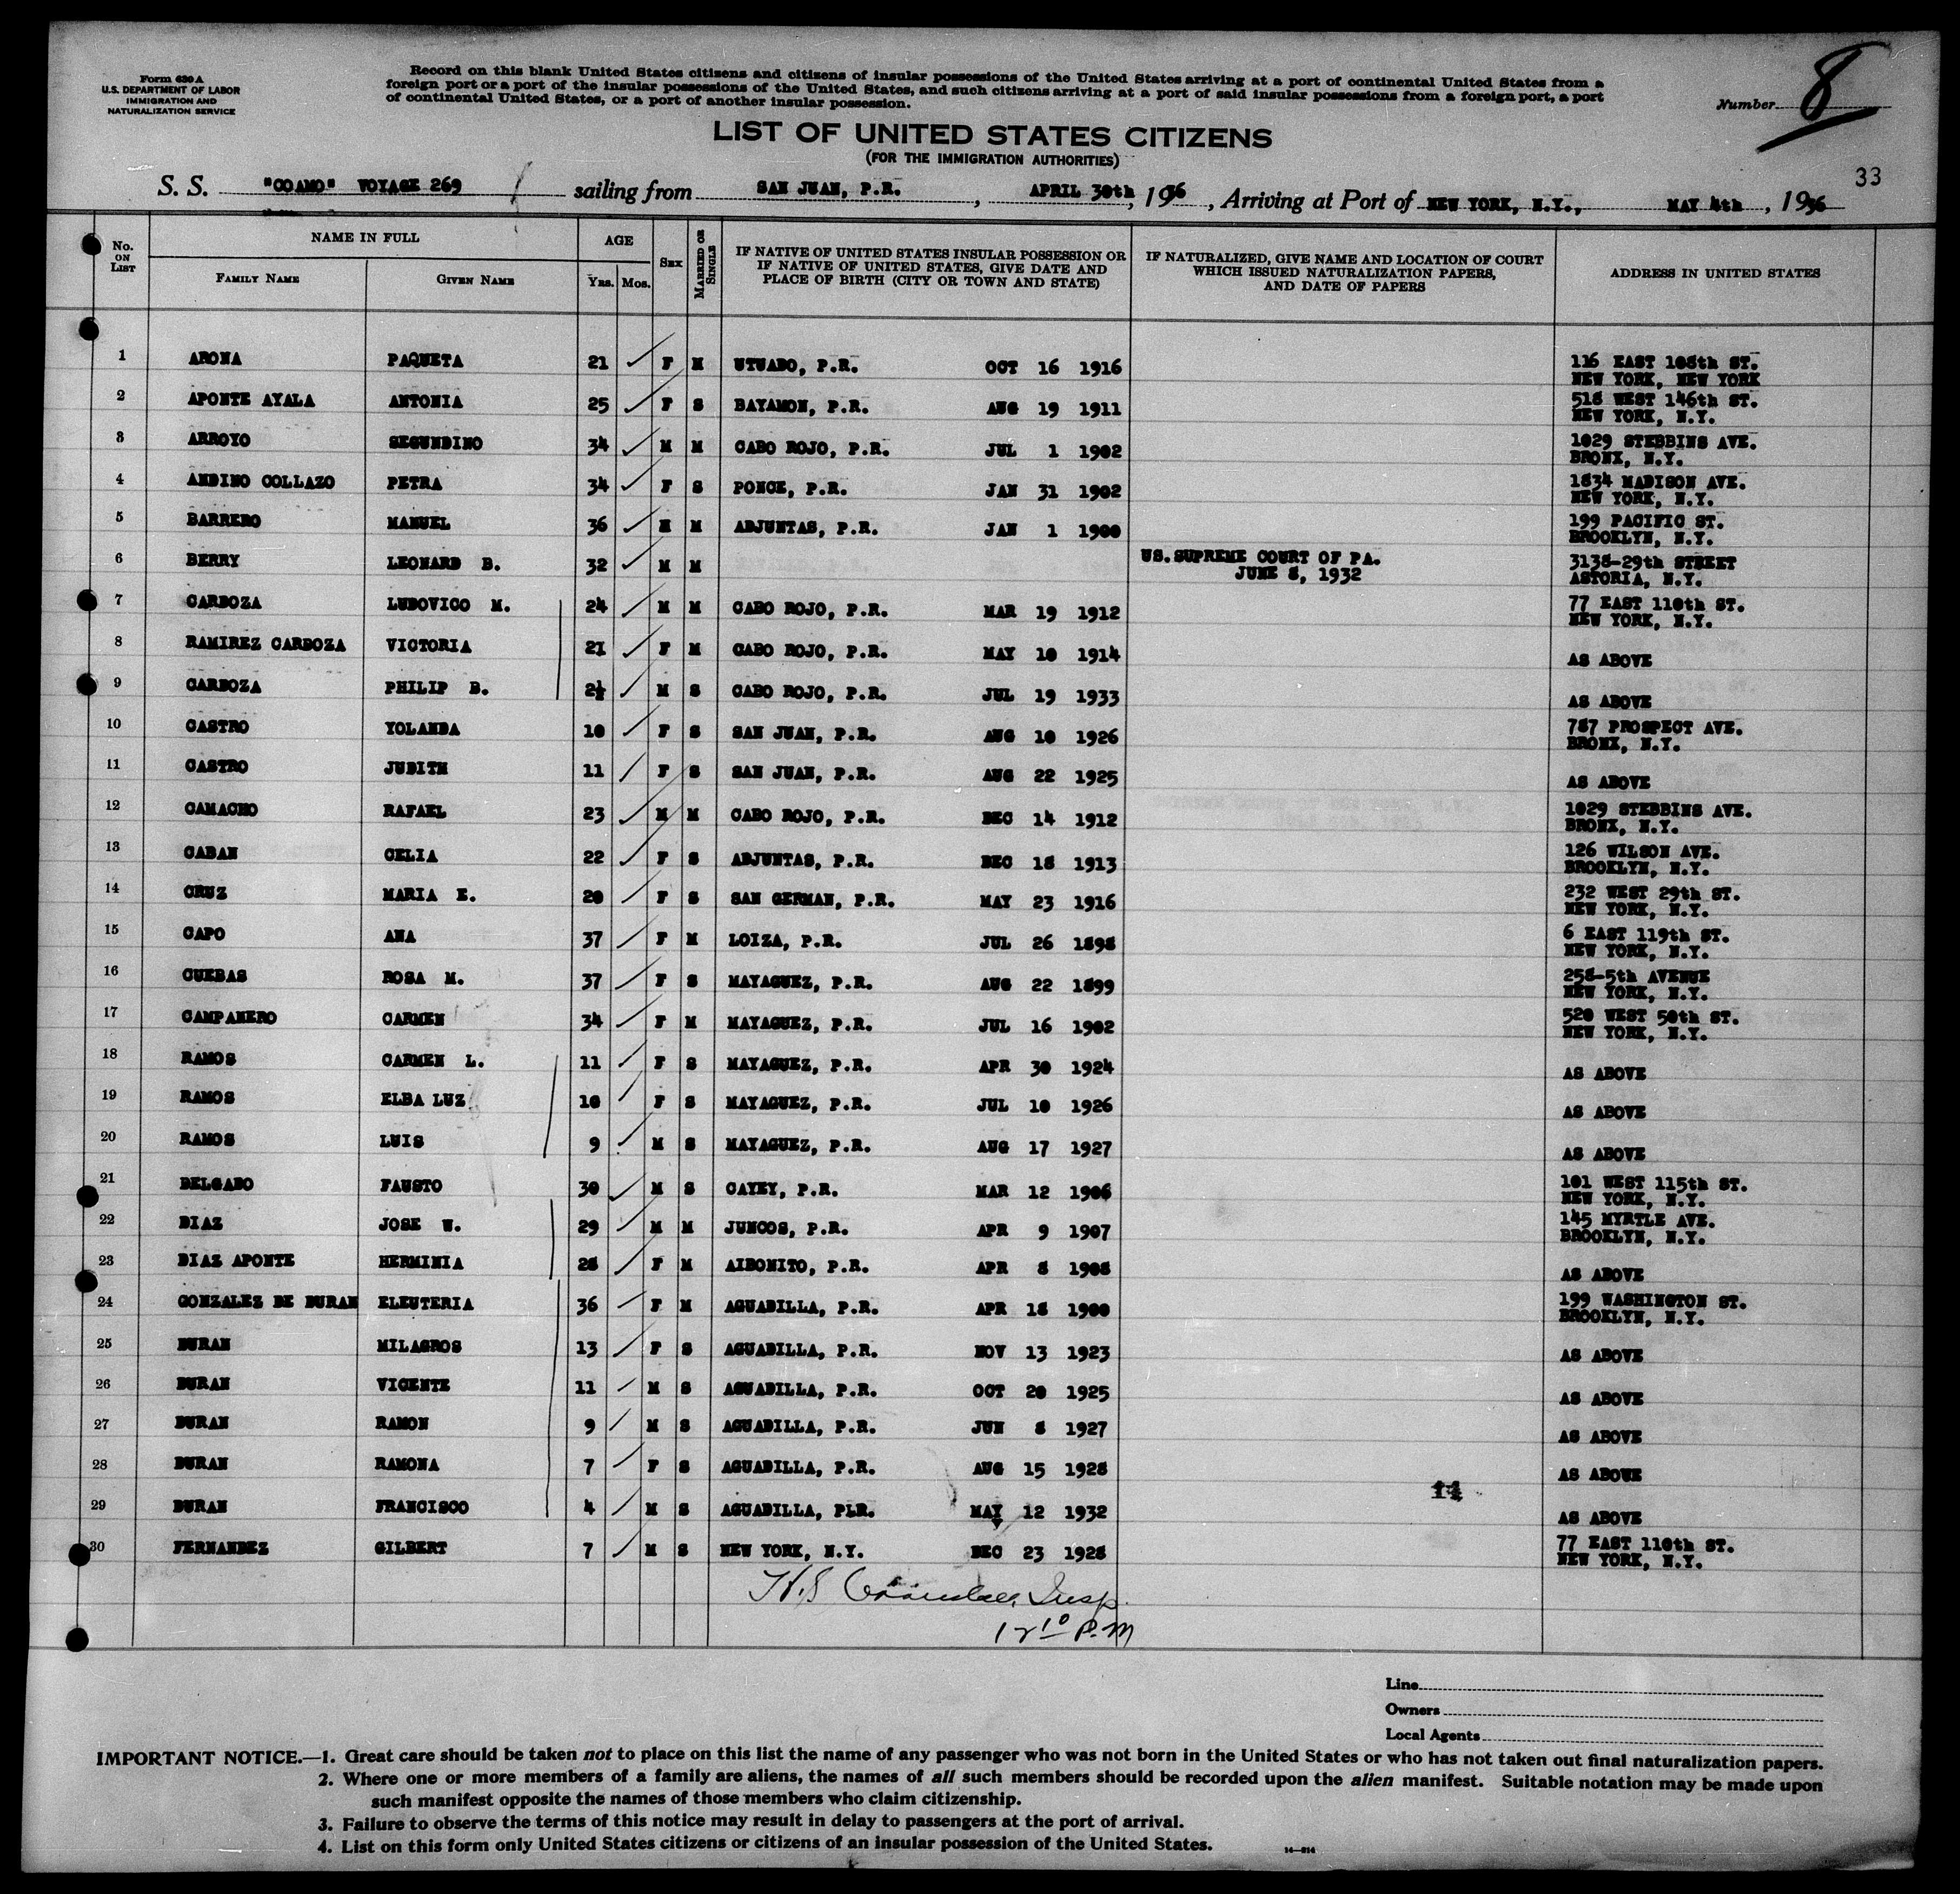 Form 630 A
U.S. DEPARTMENT OF LABOR
IMMIGRATION AND
NATURALIZATION SERVICE
Record on this blank United States citizens and citizens of insular possessions of the United States arriving at a port of continental United States from a
foreign port or a port of the insular possessions of the United States, and such citizens arriving at a port of said insular possessions from a foreign port, a port
of continental United States, or a port of another insular possession.
Number 8
LIST OF UNITED STATES CITIZENS
(FOR THE IMMIGRATION AUTHORITIES)
33
S. S. "COAMO" VOYAGE 269 sailing from SAN JUAN, P.R. , APRIL 30th , 1936 , Arriving at Port of NEW YORK, N.Y., MAY 4th , 1936
No. ON LIST
NAME IN FULL
FAMILY NAME
GIVEN NAME
AGE
YRS. MOS.
SEX
MARRIED OR SINGLE
IF NATIVE OF UNITED STATES INSULAR POSSESSION OR
IF NATIVE OF UNITED STATES, GIVE DATE AND
PLACE OF BIRTH (CITY OR TOWN AND STATE)
IF NATURALIZED, GIVE NAME AND LOCATION OF COURT
WHICH ISSUED NATURALIZATION PAPERS,
AND DATE OF PAPERS
ADDRESS IN UNITED STATES
1 ARONA PAQUETA 21 F M UTUADO, P.R. OCT 16 1916 116 EAST 108th ST.
NEW YORK, NEW YORK
2 APONTE AYALA ANTONIA 25 F S BAYAMON, P.R. AUG 19 1911 518 WEST 146th ST.
NEW YORK, N.Y.
3 ARROYO SEGUNDINO 34 M M CABO ROJO, P.R. JUL 1 1902 1029 STEBBINS AVE.
BRONX, N.Y.
4 ANDINO COLLAZO PETRA 34 F S PONCE, P.R. JAN 31 1902 1834 MADISON AVE.
NEW YORK, N.Y.
5 BARRERO MANUEL 36 M M ADJUNTAS, P.R. JAN 1 1900 199 PACIFIC ST.
BROOKLYN, N.Y.
6 BERRY LEONARD B. 32 M M US. SUPREME COURT OF PA. 3138-29th STREET
JUNE 8, 1932 ASTORIA, N.Y.
7 CARDOZA LUDOVICO M. 24 M M CABO ROJO, P.R. MAR 19 1912 77 EAST 110th ST.
NEW YORK, N.Y.
8 RAMIREZ CARDOZA VICTORIA 21 F M CABO ROJO, P.R. MAY 10 1914 AS ABOVE
9 CARDOZA PHILIP B. 2½ M S CABO ROJO, P.R. JUL 19 1933 AS ABOVE
10 CASTRO YOLANDA 10 F S SAN JUAN, P.R. AUG 10 1926 787 PROSPECT AVE.
BRONX, N.Y.
11 CASTRO JUDITH 11 F S SAN JUAN, P.R. AUG 22 1925 AS ABOVE
12 CAMACHO RAFAEL 23 M M CABO ROJO, P.R. DEC 14 1912 1029 STEBBINS AVE.
BRONX, N.Y.
13 CABAN CELIA 22 F S ADJUNTAS, P.R. DEC 18 1913 126 WILSON AVE.
BROOKLYN, N.Y.
14 CRUZ MARIA E. 20 F S SAN GERMAN, P.R. MAY 23 1916 232 WEST 29th ST.
NEW YORK, N.Y.
15 CAPO ANA 37 F M LOIZA, P.R. JUL 26 1898 6 EAST 119th ST.
NEW YORK, N.Y.
16 CUEBAS ROSA M. 37 F S MAYAGUEZ, P.R. AUG 22 1899 258-5th AVENUE
NEW YORK, N.Y.
17 CAMPANERO CARMEN 34 F M MAYAGUEZ, P.R. JUL 16 1902 520 WEST 50th ST.
NEW YORK, N.Y.
18 RAMOS CARMEN L. 11 F S MAYAGUEZ, P.R. APR 30 1924 AS ABOVE
19 RAMOS ELBA LUZ 10 F S MAYAGUEZ, P.R. JUL 10 1926 AS ABOVE
20 RAMOS LUIS 9 M S MAYAGUEZ, P.R. AUG 17 1927 AS ABOVE
21 DELGADO FAUSTO 30 M S CAYEY, P.R. MAR 12 1906 101 WEST 115th ST.
NEW YORK, N.Y.
22 DIAZ JOSE W. 29 M M JUNCOS, P.R. APR 9 1907 145 MYRTLE AVE.
BROOKLYN, N.Y.
23 DIAZ APONTE HERMINIA 28 F M AIBONITO, P.R. APR 8 1908 AS ABOVE
24 GONZALEZ DE DURAN ELEUTERIA 36 F M AGUADILLA, P.R. APR 18 1900 199 WASHINGTON ST.
BROOKLYN, N.Y.
25 DURAN MILAGROS 13 F S AGUADILLA, P.R. NOV 13 1923 AS ABOVE
26 DURAN VICENTE 11 M S AGUADILLA, P.R. OCT 20 1925 AS ABOVE
27 DURAN RAMON 9 M S AGUADILLA, P.R. JUN 8 1927 AS ABOVE
28 DURAN RAMONA 7 F S AGUADILLA, P.R. AUG 15 1928 AS ABOVE
29 DURAN FRANCISCO 4 M S AGUADILLA, PLR. MAY 12 1932 14 AS ABOVE
30 FERNANDEZ GILBERT 7 M S NEW YORK, N.Y. DEC 23 1928 77 EAST 110th ST.
NEW YORK, N.Y.
H.S Insp.
12 10 P.M
Line
Owners
Local Agents
IMPORTANT NOTICE.—1. Great care should be taken not to place on this list the name of any passenger who was not born in the United States or who has not taken out final naturalization papers.
2. Where one or more members of a family are aliens, the names of all such members should be recorded upon the alien manifest. Suitable notation may be made upon
such manifest opposite the names of those members who claim citizenship.
3. Failure to observe the terms of this notice may result in delay to passengers at the port of arrival.
4. List on this form only United States citizens or citizens of an insular possession of the United States.
14—814